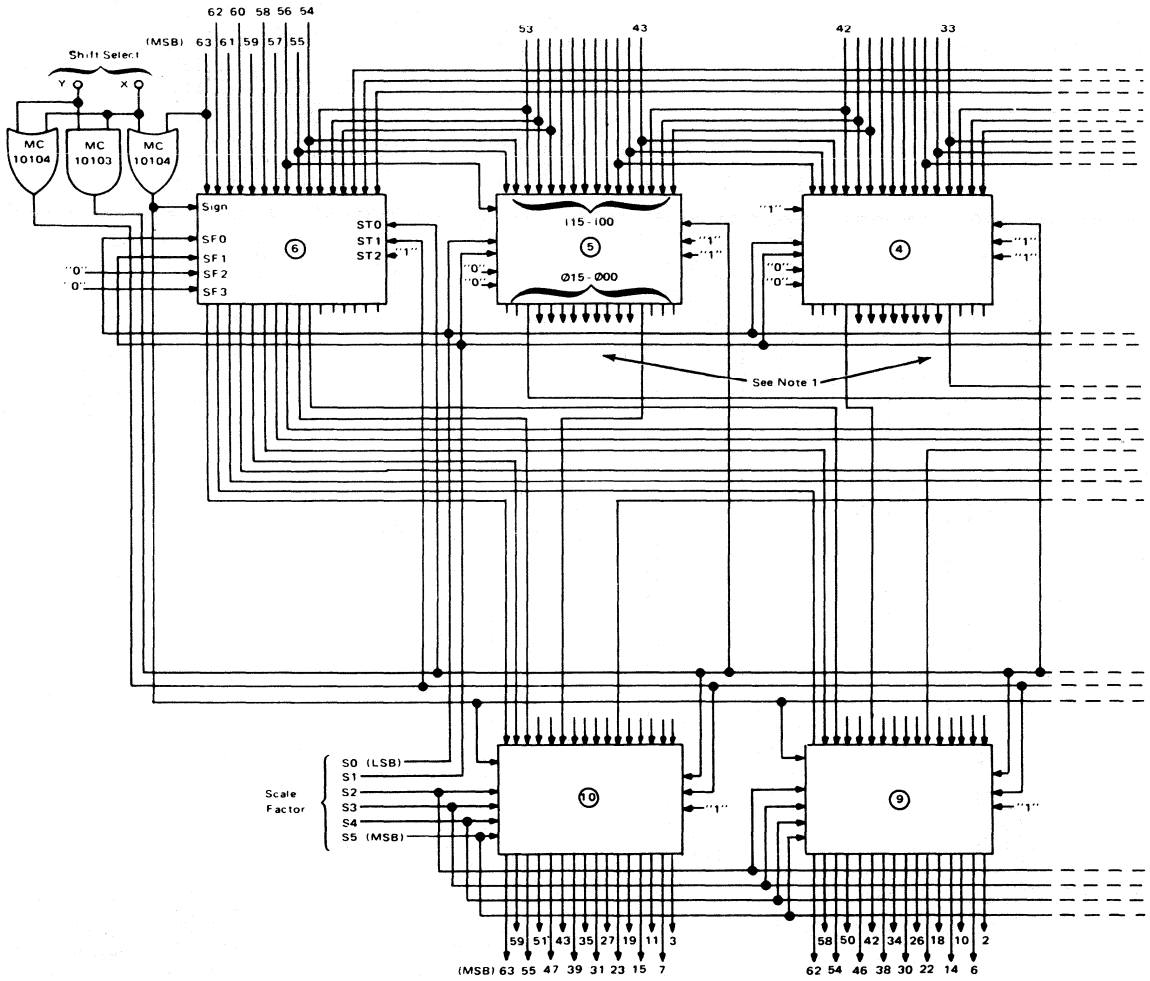 62 60 58 56 54
(MSB) 63 61 59 57 55
53 43
42 33
Shift Select
Y X
MC 10104
MC 10103
MC 10104
Sign
SF0
SF1
SF2
SF3
"0"
"0"
6
ST0
ST1
ST2
"1"
I15-I00
5
Ø15-Ø00
"0"
"0"
"1"
"1"
"1"
4
"0"
"0"
"1"
"1"
See Note 1
Scale Factor
S0 (LSB)
S1
S2
S3
S4
S5 (MSB)
10
"1"
9
"1"
59 51 43 35 27 19 11 3
(MSB) 63 55 47 39 31 23 15 7
58 50 42 34 26 18 10 2
62 54 46 38 30 22 14 6